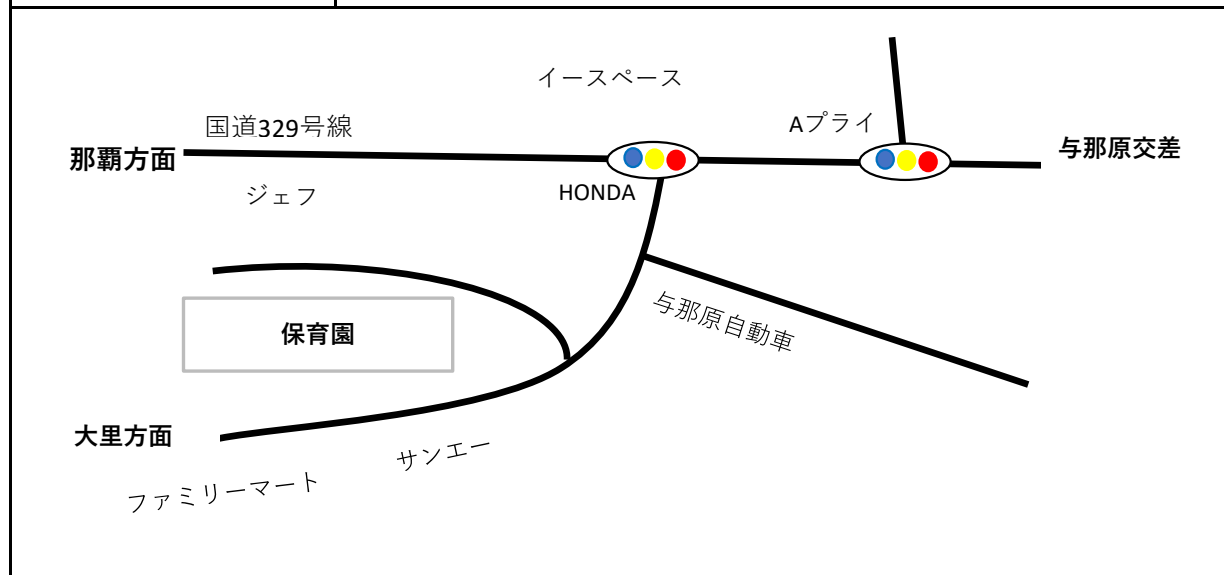 イースペース
Aプライ
国道329号線
与那原交差
那覇方面
ジェフ
HONDA
与那原自動車
保育園
大里方面
サンエー
ファミリーマート